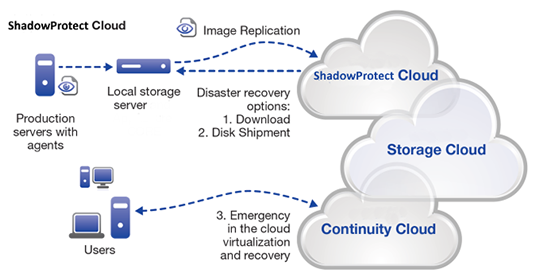 ShadowProtect Cloud
Image Replication
ShadowProtect Cloud
Local storage
server
Disaster recovery
options:
1. Download
2. Disk Shipment
Production
servers with
agents
Storage Cloud
3. Emergency
in the cloud
virtualization
and recovery
Continuity Cloud
Users